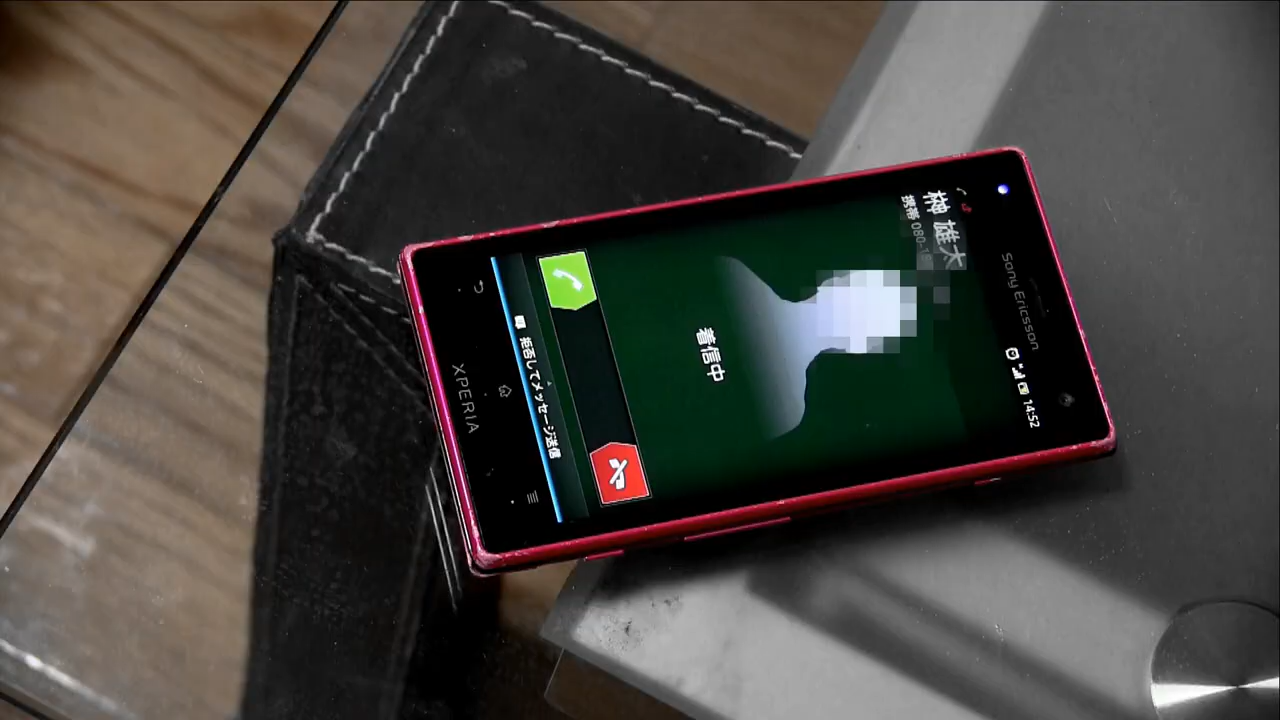 Sony Ericsson
14:52
榊 雄大
携帯 080-1
着信中
拒否してメッセージ送信
XPERIA